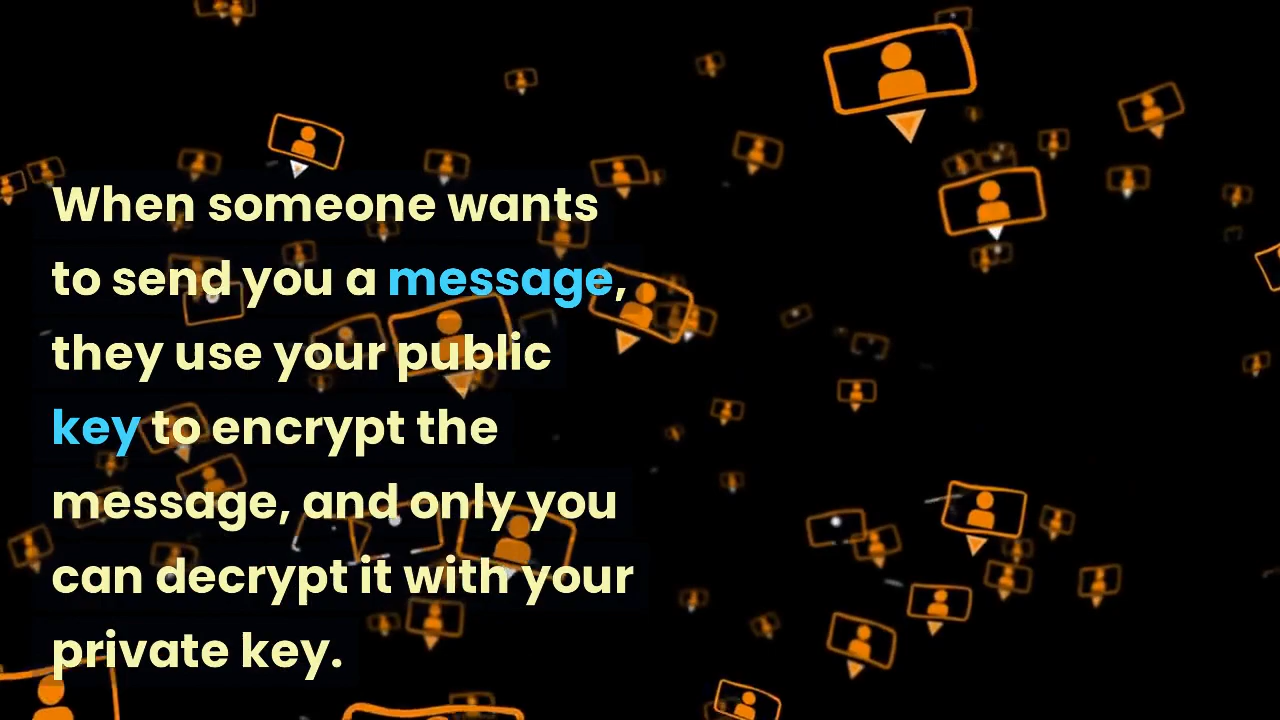 When someone wants
to send you a message,
they use your public
key to encrypt the
message, and only you
can decrypt it with your
private key.